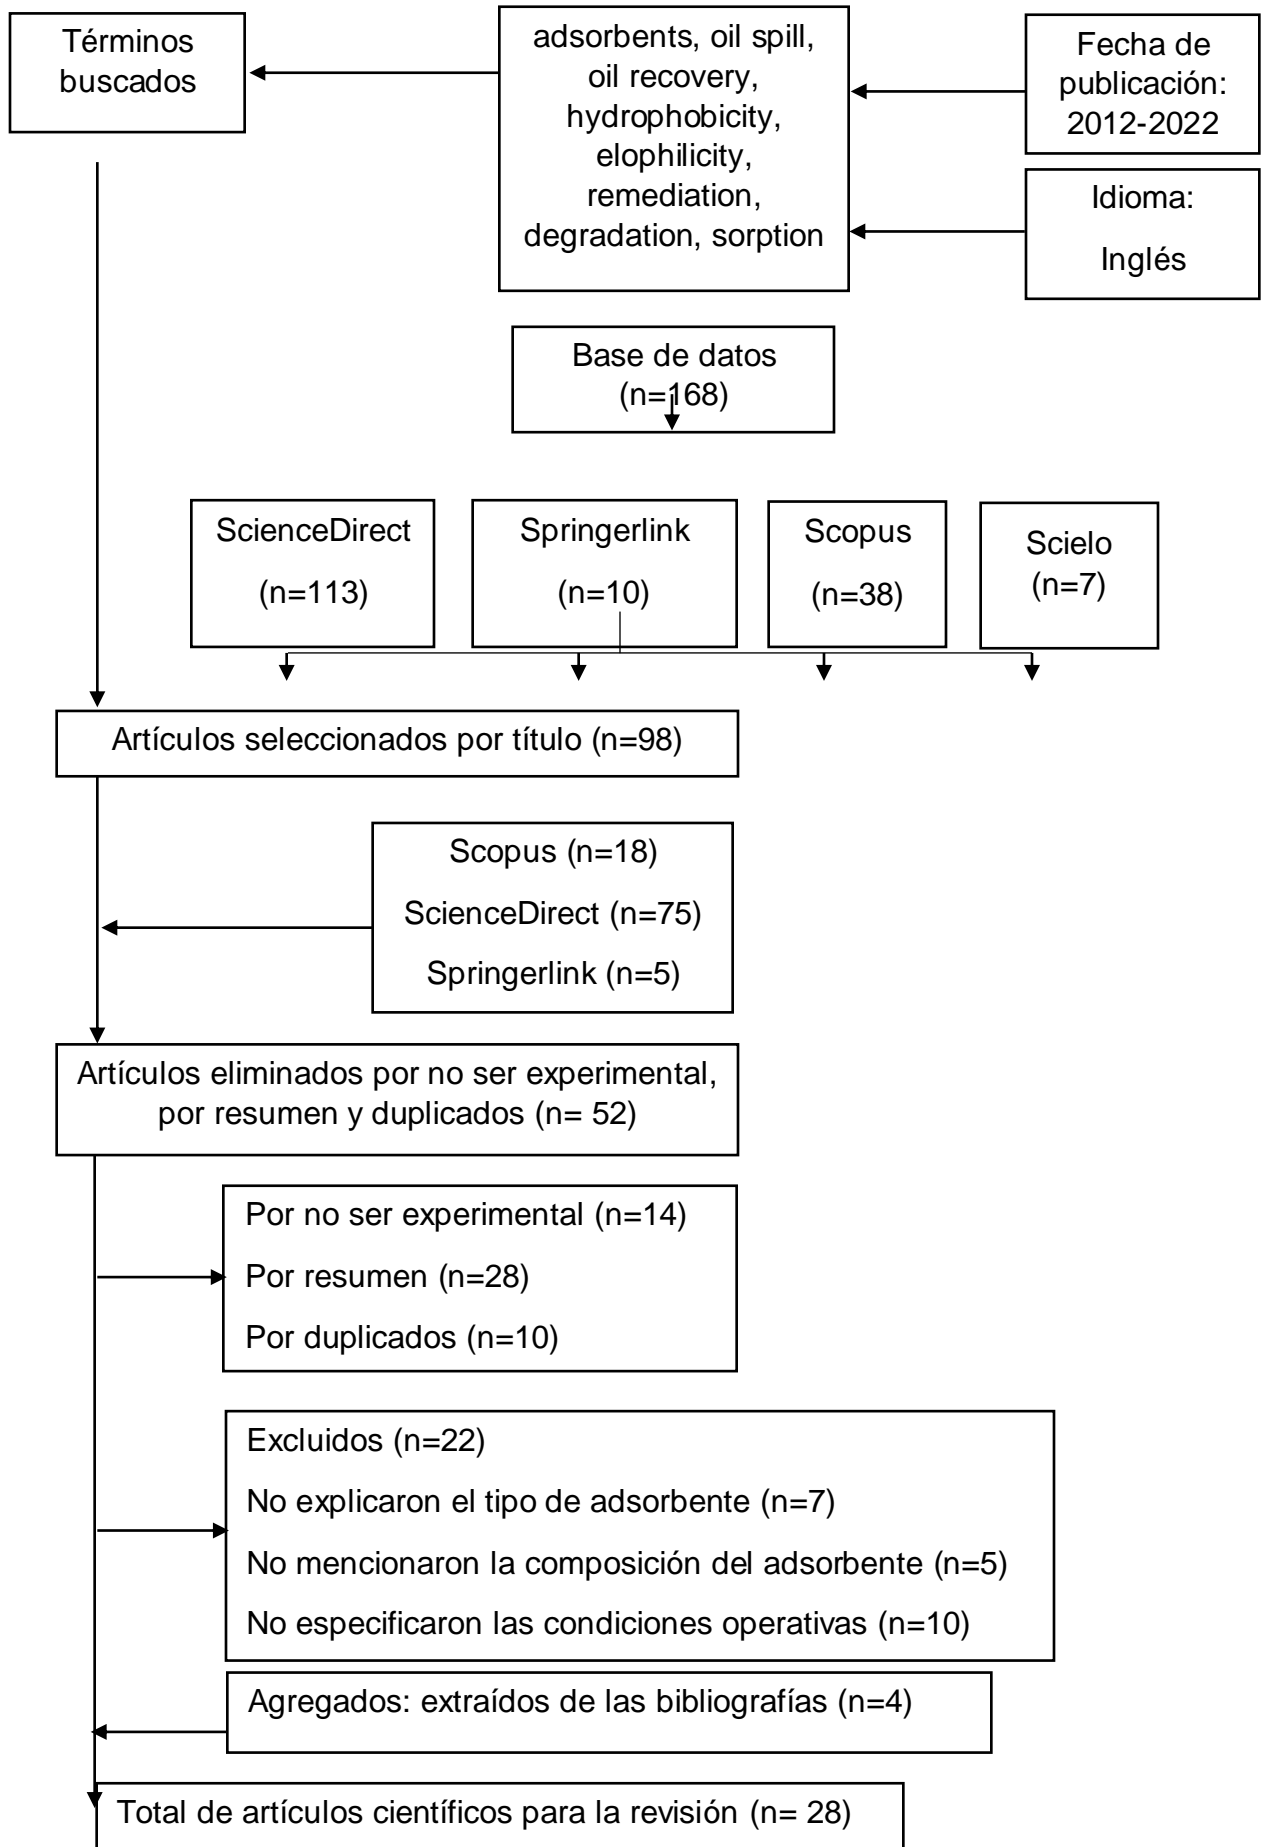 Términos
buscados
adsorbents, oil spill,
oil recovery,
hydrophobicity,
elophilicity,
remediation,
degradation, sorption
Fecha de
publicación:
2012-2022
Idioma:
Inglés
Base de datos
(n=168)
ScienceDirect
(n=113)
Springerlink
(n=10)
Scopus
(n=38)
Scielo
(n=7)
Artículos seleccionados por título (n=98)
Scopus (n=18)
ScienceDirect (n=75)
Springerlink (n=5)
Artículos eliminados por no ser experimental,
por resumen y duplicados (n= 52)
Por no ser experimental (n=14)
Por resumen (n=28)
Por duplicados (n=10)
Excluidos (n=22)
No explicaron el tipo de adsorbente (n=7)
No mencionaron la composición del adsorbente (n=5)
No especificaron las condiciones operativas (n=10)
Agregados: extraídos de las bibliografías (n=4)
Total de artículos científicos para la revisión (n= 28)